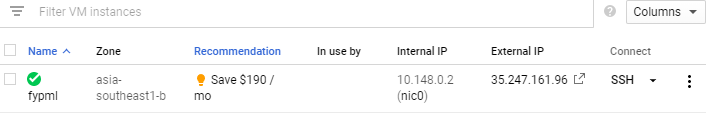 Filter VM instances
Columns
Name Zone Recommendation In use by Internal IP External IP Connect
fypml
asia-
southeast1-b
Save $190 /
mo
10.148.0.2
(nic0)
35.247.161.96
SSH